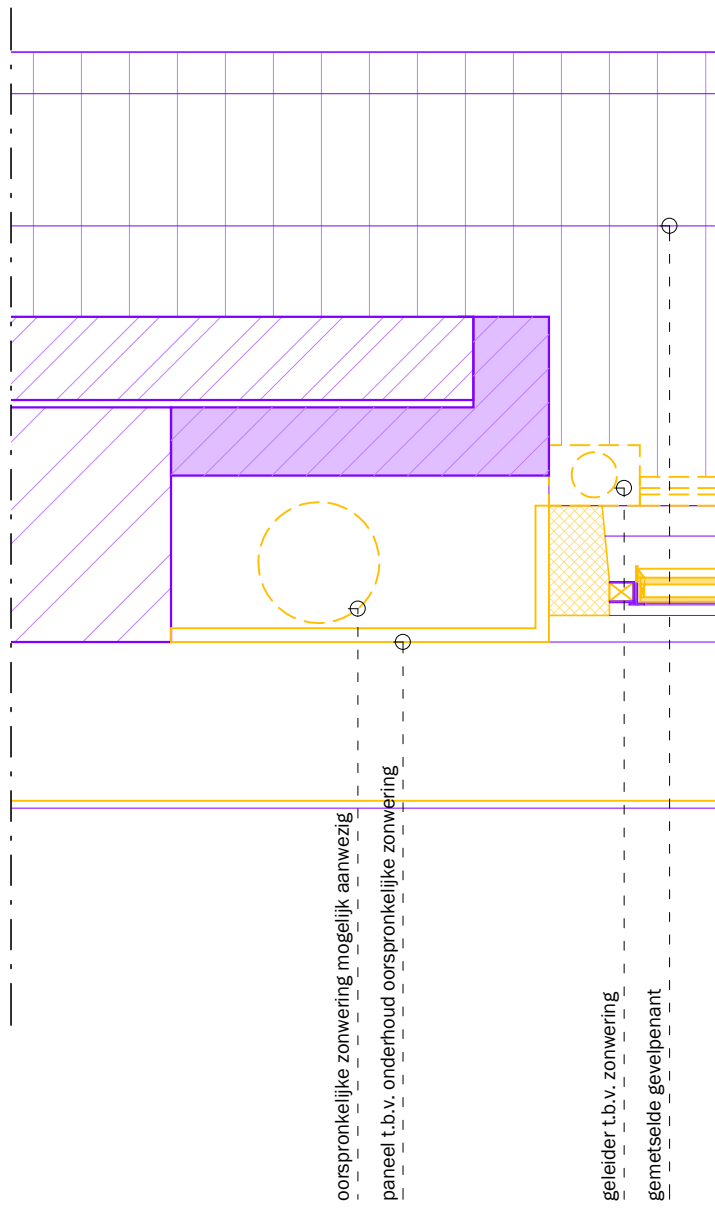 oorspronkelijke zonwering mogelijk aanwezig
paneel t.b.v. onderhoud oorspronkelijke zonwering
geleider t.b.v. zonwering
gemetselde gevelpenant